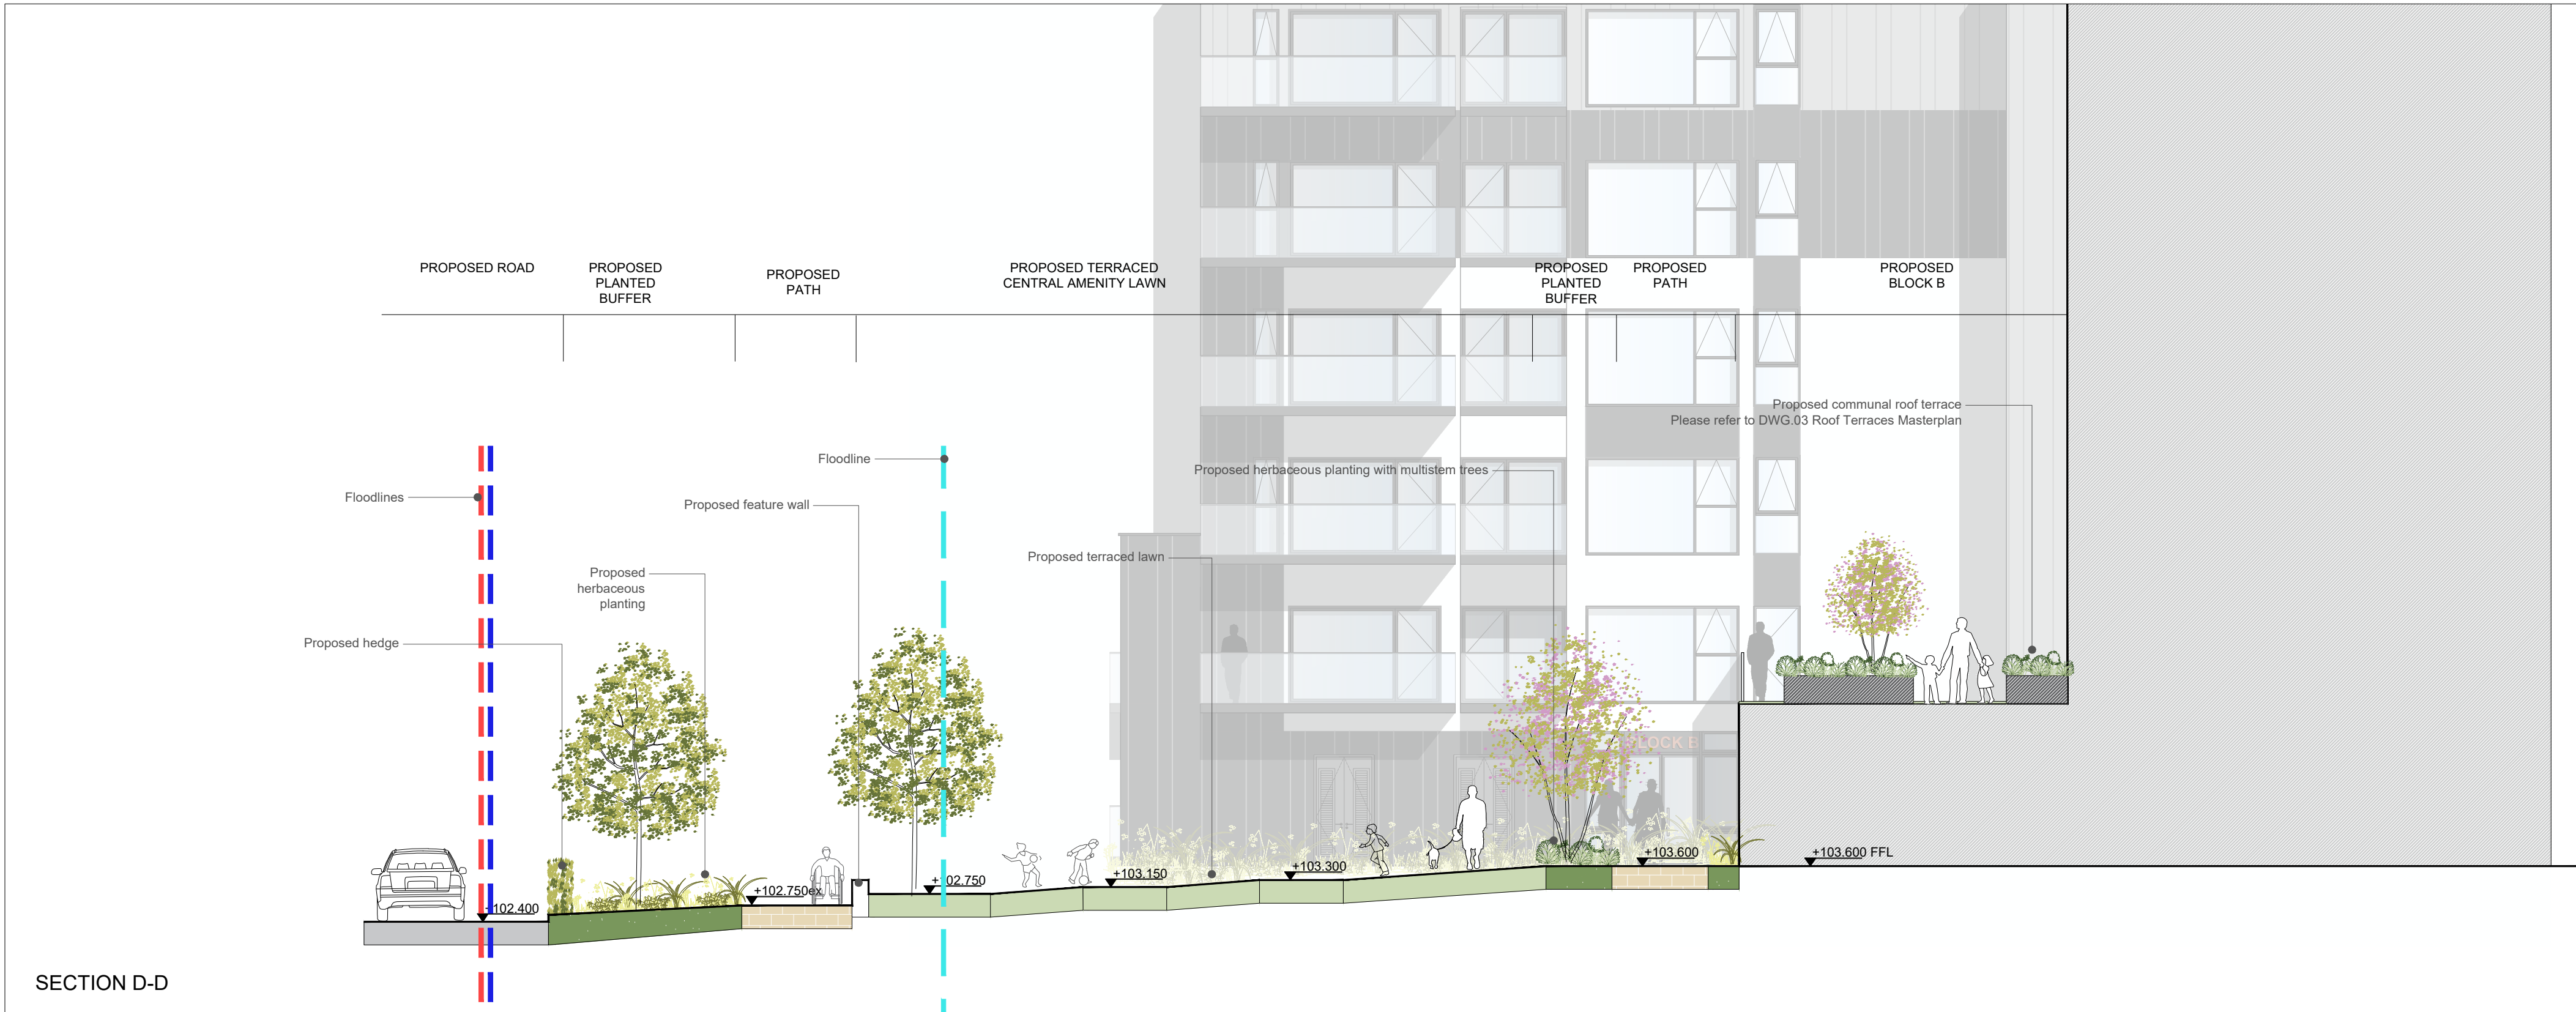 PROPOSED ROAD
PROPOSED
PLANTED
BUFFER
PROPOSED
PATH
PROPOSED TERRACED
CENTRAL AMENITY LAWN
PROPOSED
PLANTED
BUFFER
PROPOSED
PATH
PROPOSED
BLOCK B
Proposed communal roof terrace
Please refer to DWG.03 Roof Terraces Masterplan
Floodline
Proposed herbaceous planting with multistem trees
Floodlines
Proposed feature wall
Proposed terraced lawn
Proposed
herbaceous
planting
Proposed hedge
BLOCK B
+102.400
+102.750ex
+102.750
+103.150
+103.300
+103.600
+103.600 FFL
SECTION D-D